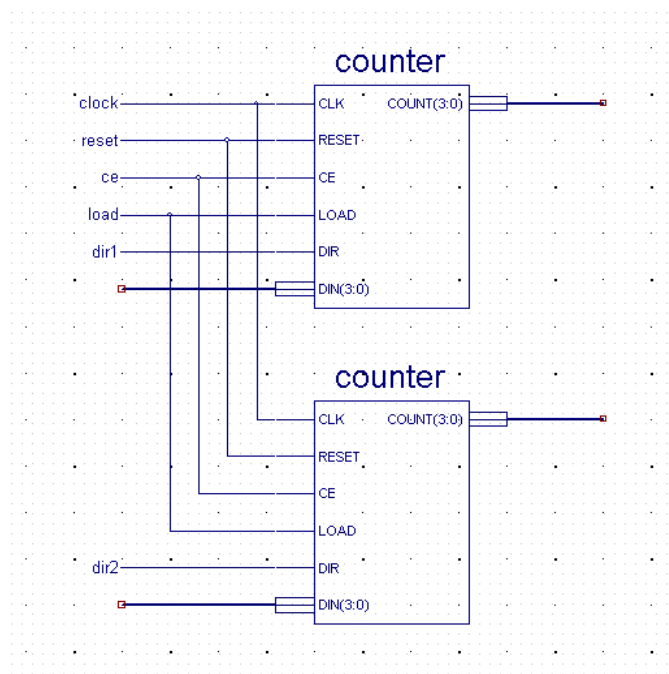 counter
clock CLK COUNT(3:0)
reset RESET
ce CE
load LOAD
dir1 DIR
DIN(3:0)
counter
CLK COUNT(3:0)
RESET
CE
LOAD
dir2 DIR
DIN(3:0)